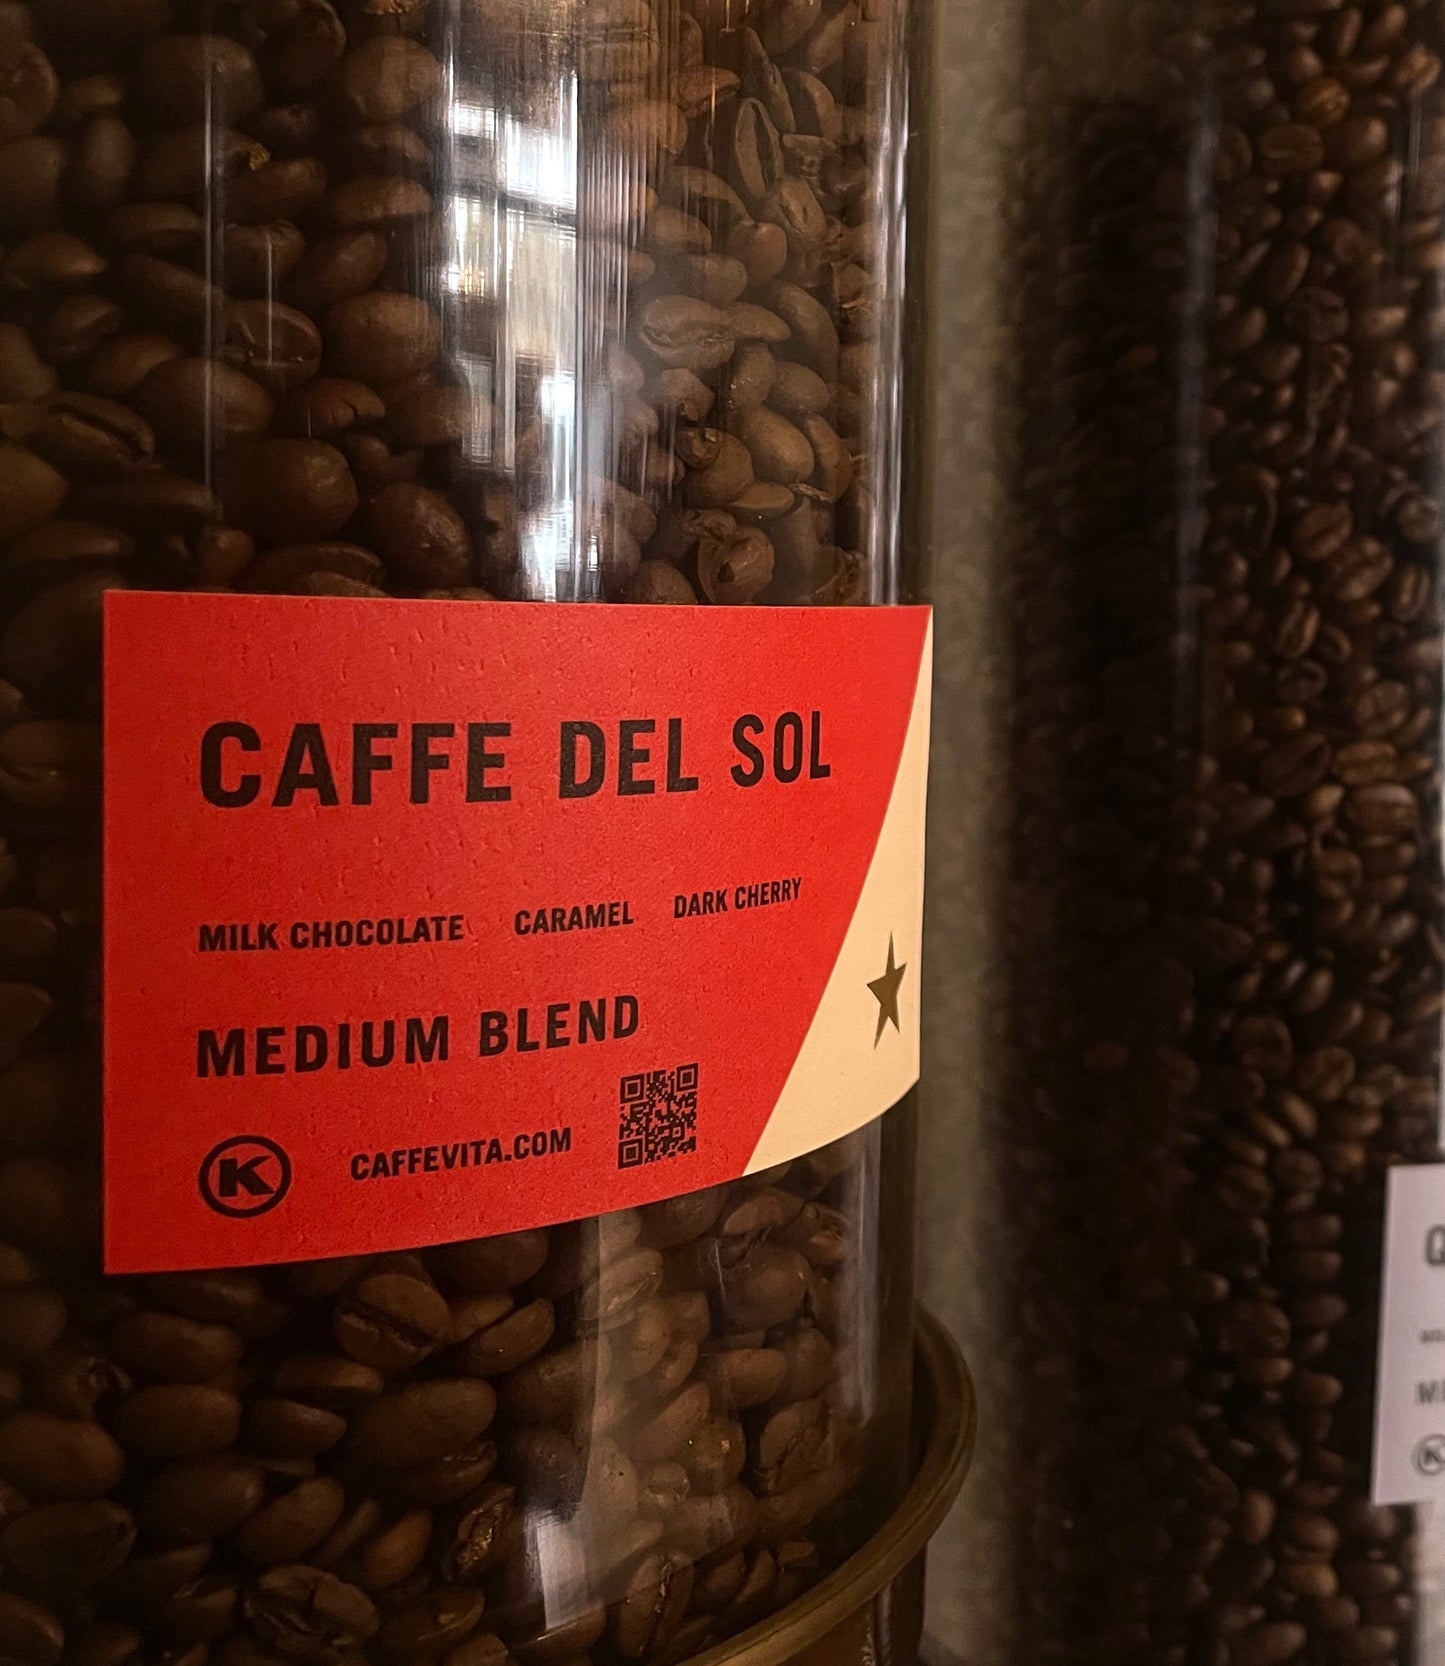 CAFFE DEL SOL
MILK CHOCOLATE CARAMEL DARK CHERRY
MEDIUM BLEND
K CAFFEVITA.COM
K